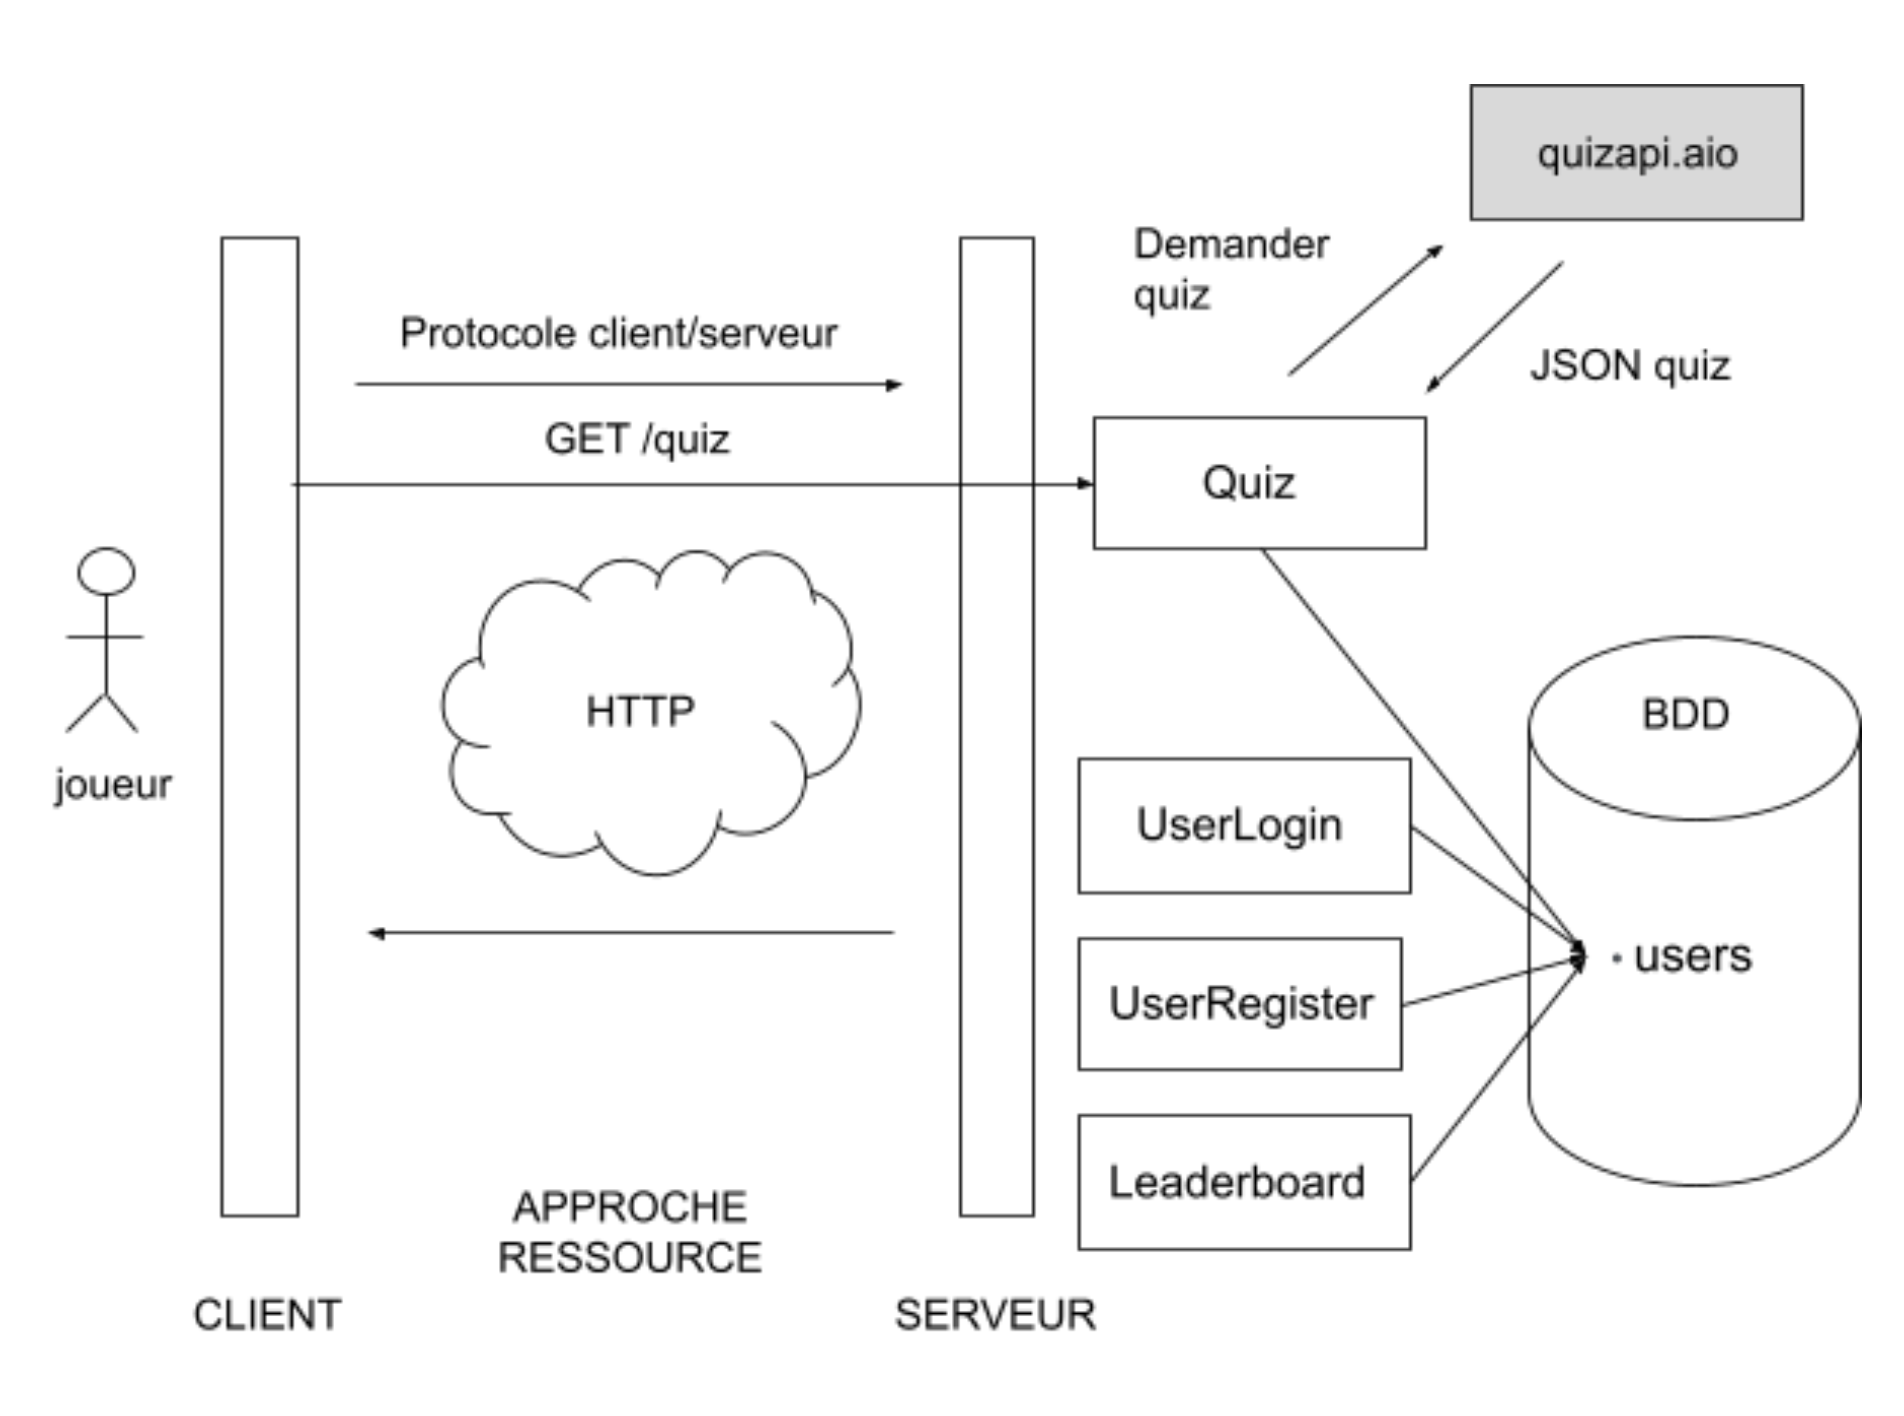 quizapi.aio
Demander
quiz
JSON quiz
Protocole client/serveur
GET /quiz
Quiz
HTTP
joueur
BDD
UserLogin
users
UserRegister
Leaderboard
APPROCHE
RESSOURCE
CLIENT
SERVEUR